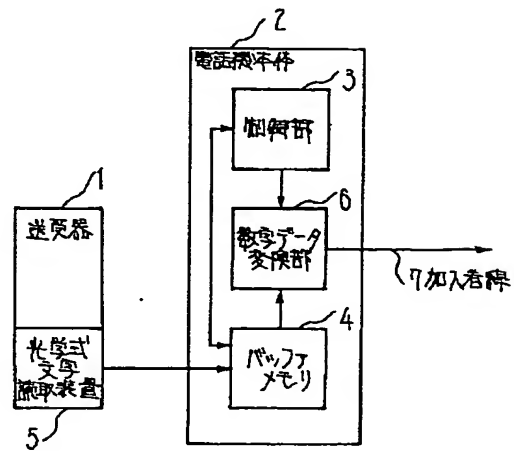 2
電話機本体
3
制御部
1
送受器
6
数字データ
変換部
7加入者線
4
光学式
文字
読取装置
バッファ
メモリ
5